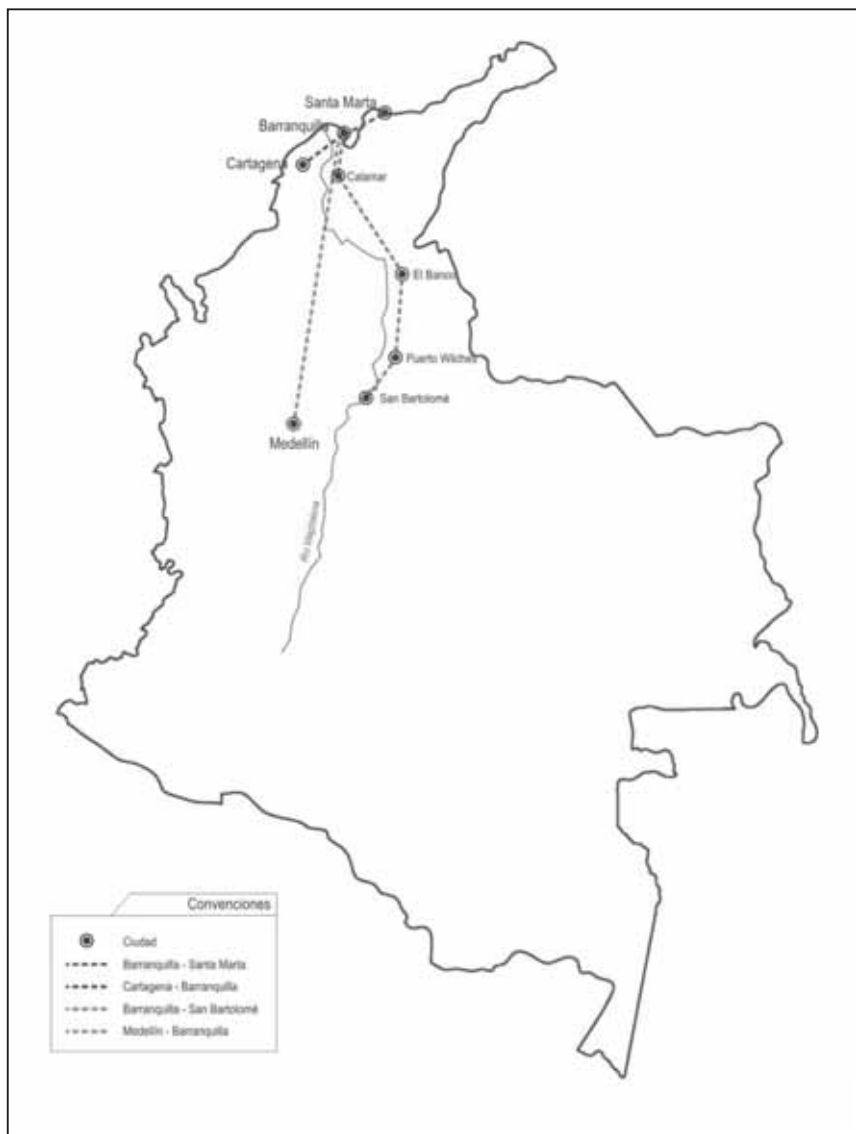 Santa Marta
Barranquilla
Cartagena
Calamar
El Banco
Puerto Wilches
San Bartolomé
Medellín
Río Magdalena
Convenciones
Ciudad
Barranquilla - Santa Marta
Cartagena - Barranquilla
Barranquilla - San Bartolomé
Medellín - Barranquilla